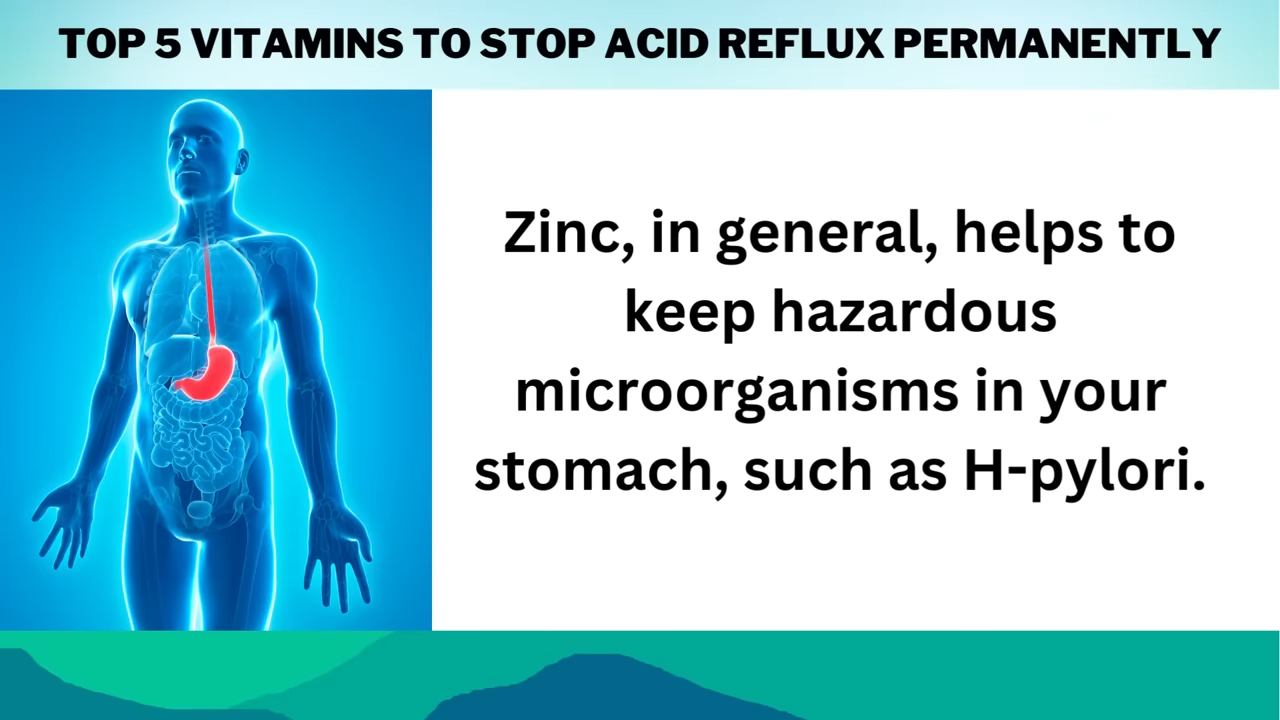 TOP 5 VITAMINS TO STOP ACID REFLUX PERMANENTLY
Zinc, in general, helps to
keep hazardous
microorganisms in your
stomach, such as H-pylori.